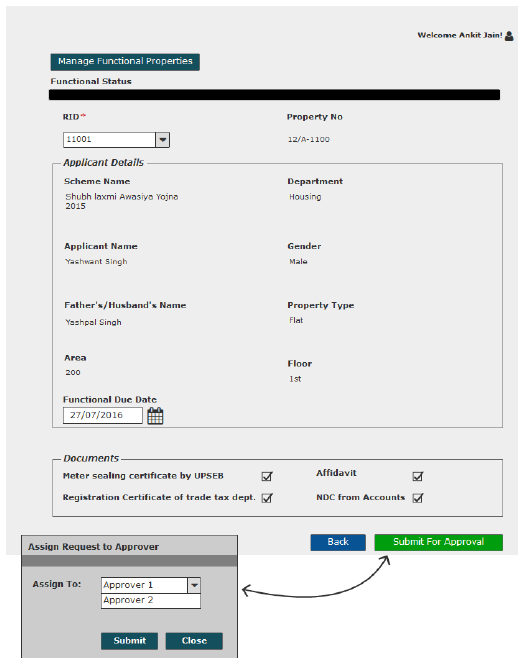 Welcome Ankit Jain!
Manage Functional Properties
Functional Status
RID* Property No
11001 12/A-1100
Applicant Details
Scheme Name Department
Shubh laxmi Awasiya Yojna Housing
2015
Applicant Name Gender
Yashwant Singh Male
Father's/Husband's Name Property Type
Yashpal Singh Flat
Area Floor
200 1st
Functional Due Date
27/07/2016
Documents
Meter sealing certificate by UPSEB Affidavit
Registration Certificate of trade tax dept. NDC from Accounts
Back Submit For Approval
Assign Request to Approver
Assign To: Approver 1
Approver 2
Submit Close